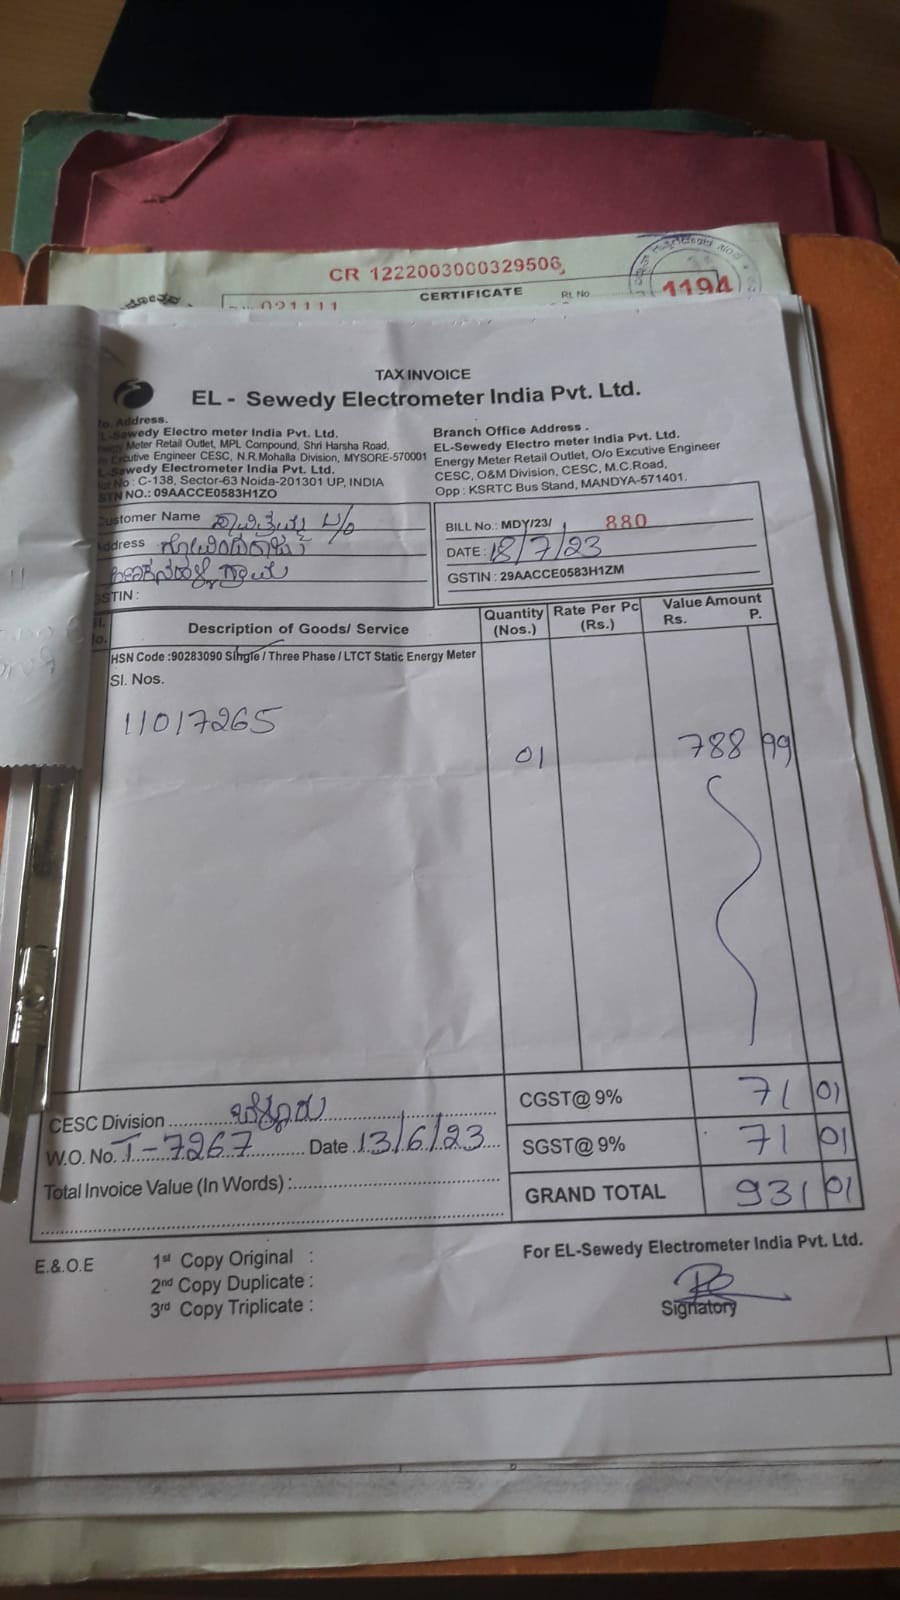 CR 1222003000329506
CERTIFICATE
Rt. No
1194
021111
TAX INVOICE
EL - Sewedy Electrometer India Pvt. Ltd.
Address.
Sewedy Electro meter India Pvt. Ltd.
Meter Retail Outlet, MPL Compound, Shri Harsha Road,
Excutive Engineer CESC, N.R.Mohalla Division, MYSORE-570001
Sewedy Electrometer India Pvt. Ltd.
No : C-138, Sector-63 Noida-201301 UP, INDIA
NO.: 09AACCE0583H1ZO
Branch Office Address .
EL-Sewedy Electro meter India Pvt. Ltd.
Energy Meter Retail Outlet, O/o Excutive Engineer
CESC, O&M Division, CESC, M.C.Road,
Opp : KSRTC Bus Stand, MANDYA-571401.
Customer Name
Address
GSTIN :
BILL No.: MDY/23/ 880
DATE : 18/7/23
GSTIN : 29AACCE0583H1ZM
Description of Goods/ Service
Quantity (Nos.)
Rate Per Pc (Rs.)
Value Amount
Rs. P.
HSN Code :90283090 Single / Three Phase / LTCT Static Energy Meter
Sl. Nos.
11017265
01 788 99
CESC Division
W.O. No. T-7267 Date 13/6/23
Total Invoice Value (In Words) :
CGST@ 9% 71 01
SGST@ 9% 71 01
GRAND TOTAL 931 01
E.&.O.E
1st Copy Original :
2nd Copy Duplicate :
3rd Copy Triplicate :
For EL-Sewedy Electrometer India Pvt. Ltd.
Signatory